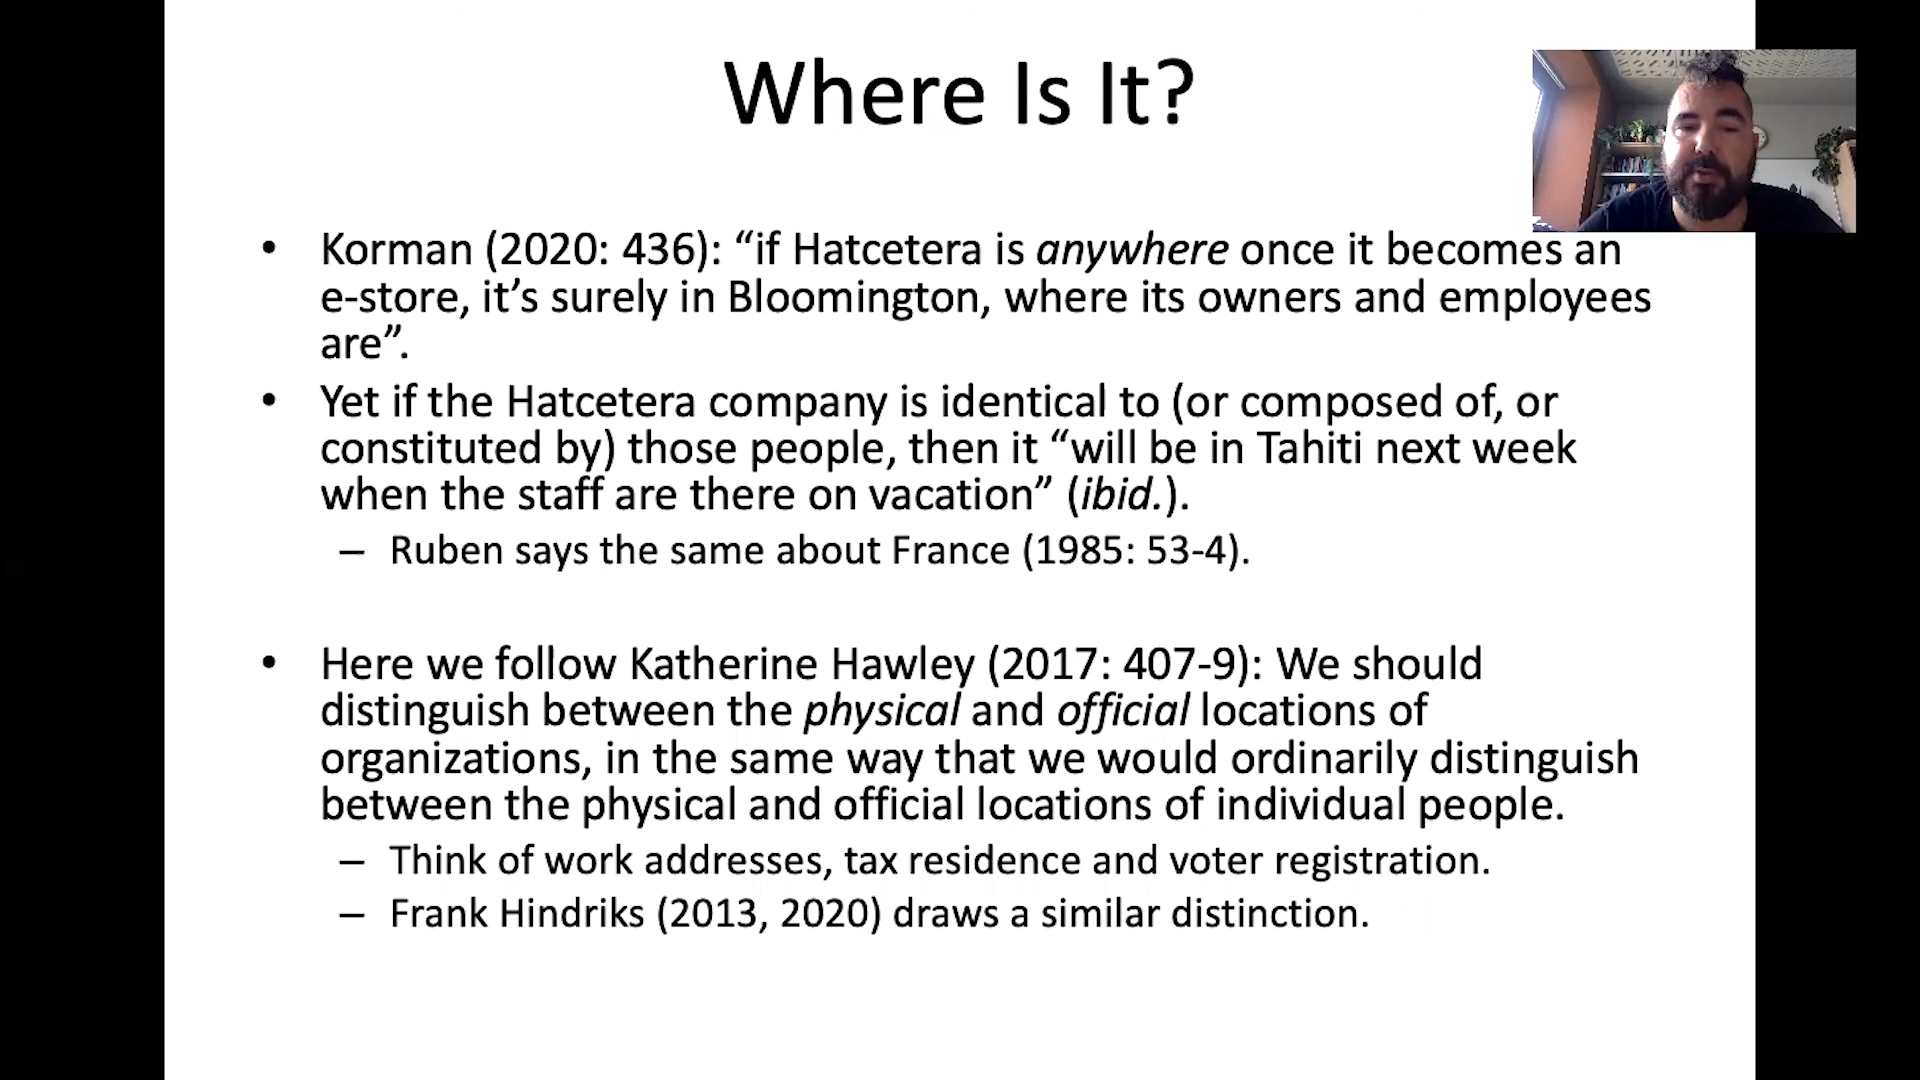 Where Is It?
• Korman (2020: 436): “if Hatcetera is anywhere once it becomes an
e-store, it’s surely in Bloomington, where its owners and employees
are”.
• Yet if the Hatcetera company is identical to (or composed of, or
constituted by) those people, then it “will be in Tahiti next week
when the staff are there on vacation” (ibid.).
– Ruben says the same about France (1985: 53-4).
• Here we follow Katherine Hawley (2017: 407-9): We should
distinguish between the physical and official locations of
organizations, in the same way that we would ordinarily distinguish
between the physical and official locations of individual people.
– Think of work addresses, tax residence and voter registration.
– Frank Hindriks (2013, 2020) draws a similar distinction.